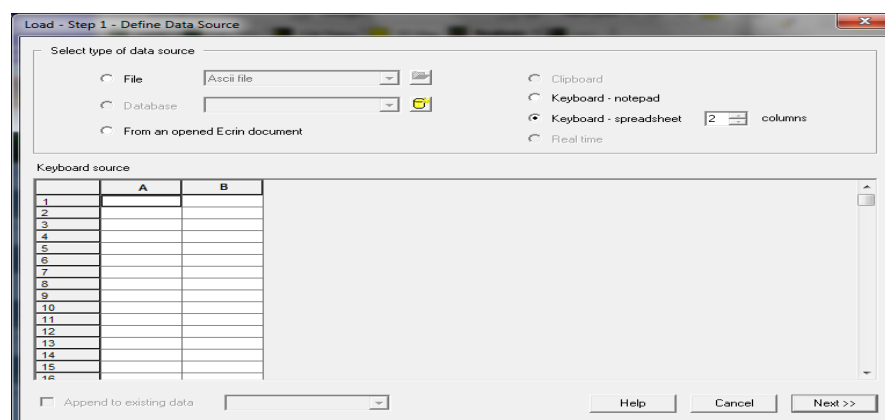 Load - Step 1 - Define Data Source
Select type of data source
File
Ascii file
Clipboard
Database
Keyboard - notepad
From an opened Ecrin document
Keyboard - spreadsheet 2 columns
Real time
Keyboard source
A B
1
2
3
4
5
6
7
8
9
10
11
12
13
14
15
16
Append to existing data
Help Cancel Next >>